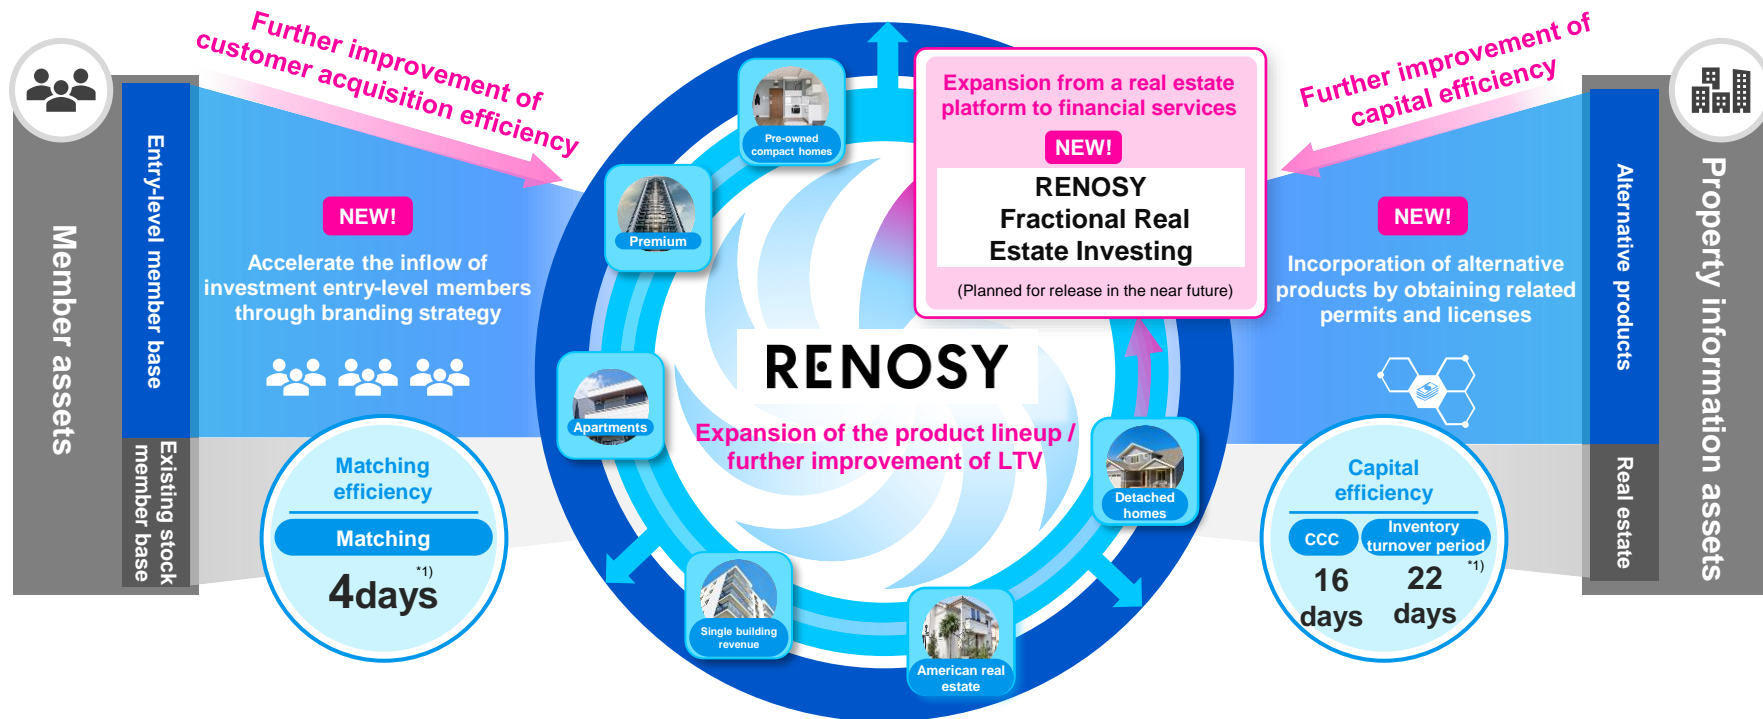 Member assets
Entry-level member base
Existing stock
member base
Further improvement of
customer acquisition efficiency
NEW!
Accelerate the inflow of
investment entry-level members
through branding strategy
Matching
efficiency
Matching
4days
*1)
Pre-owned
compact homes
Premium
Apartments
Single building
revenue
American real
estate
Detached
homes
RENOSY
Expansion of the product lineup /
further improvement of LTV
Expansion from a real estate
platform to financial services
NEW!
RENOSY
Fractional Real
Estate Investing
(Planned for release in the near future)
Further improvement of
capital efficiency
NEW!
Incorporation of alternative
products by obtaining related
permits and licenses
Capital
efficiency
CCC
16
days
Inventory
turnover period
*1)
22
days
Alternative products
Real estate
Property information assets